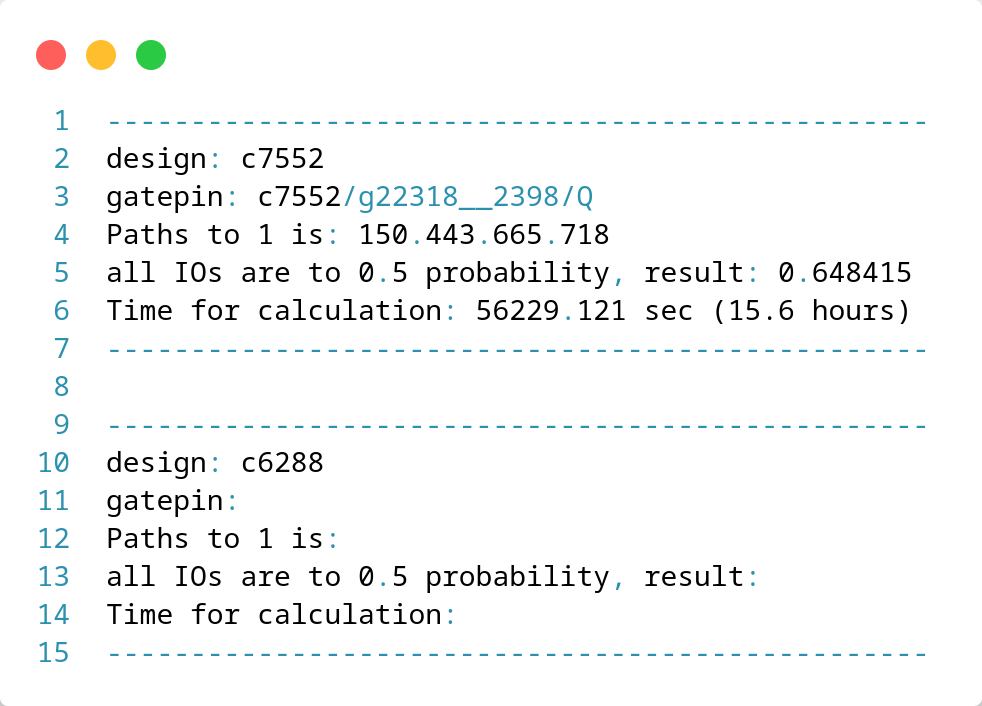 1 -------------------------------------------------
2 design: c7552
3 gatepin: c7552/g22318__2398/Q
4 Paths to 1 is: 150.443.665.718
5 all IOs are to 0.5 probability, result: 0.648415
6 Time for calculation: 56229.121 sec (15.6 hours)
7 -------------------------------------------------
8
9 -------------------------------------------------
10 design: c6288
11 gatepin:
12 Paths to 1 is:
13 all IOs are to 0.5 probability, result:
14 Time for calculation:
15 -------------------------------------------------